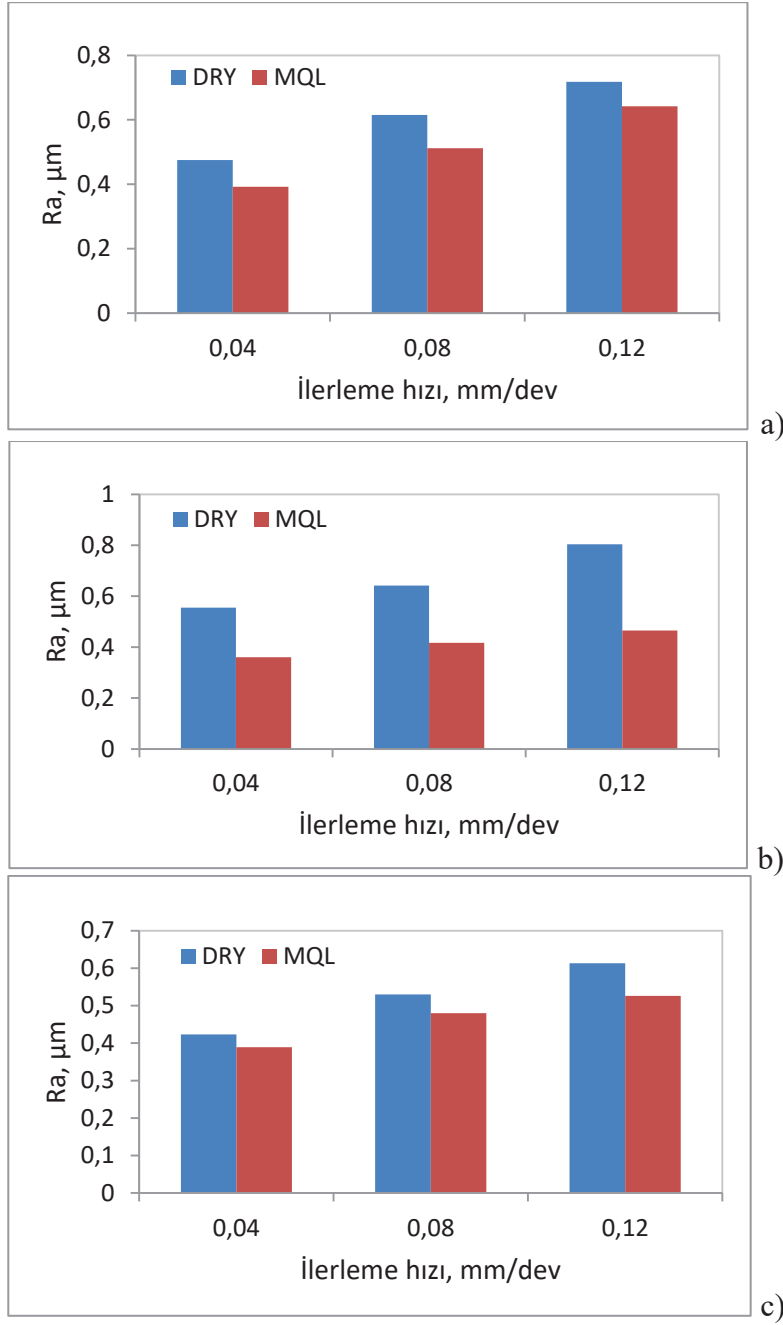 0,8
DRY MQL
0,6
0,4
0,2
0
Ra, µm
0,04 0,08 0,12
İlerleme hızı, mm/dev
a)
1
DRY MQL
0,8
0,6
0,4
0,2
0
Ra, µm
0,04 0,08 0,12
İlerleme hızı, mm/dev
b)
0,7
DRY MQL
0,6
0,5
0,4
0,3
0,2
0,1
0
Ra, µm
0,04 0,08 0,12
İlerleme hızı, mm/dev
c)